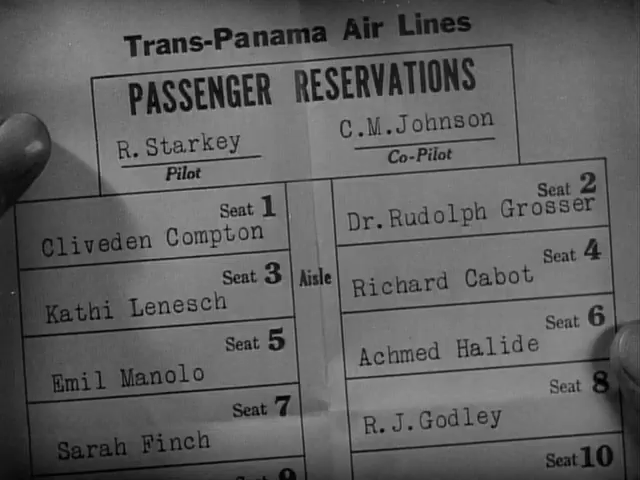 Trans-Panama Air Lines
PASSENGER RESERVATIONS
R. Starkey
Pilot
C.M.Johnson
Co-Pilot
Seat 1
Cliveden Compton
Seat 2
Dr. Rudolph Grosser
Seat 3
Kathi Lenesch
Aisle
Seat 4
Richard Cabot
Seat 5
Emil Manolo
Seat 6
Achmed Halide
Seat 7
Sarah Finch
Seat 8
R.J.Godley
Seat 9
Seat 10